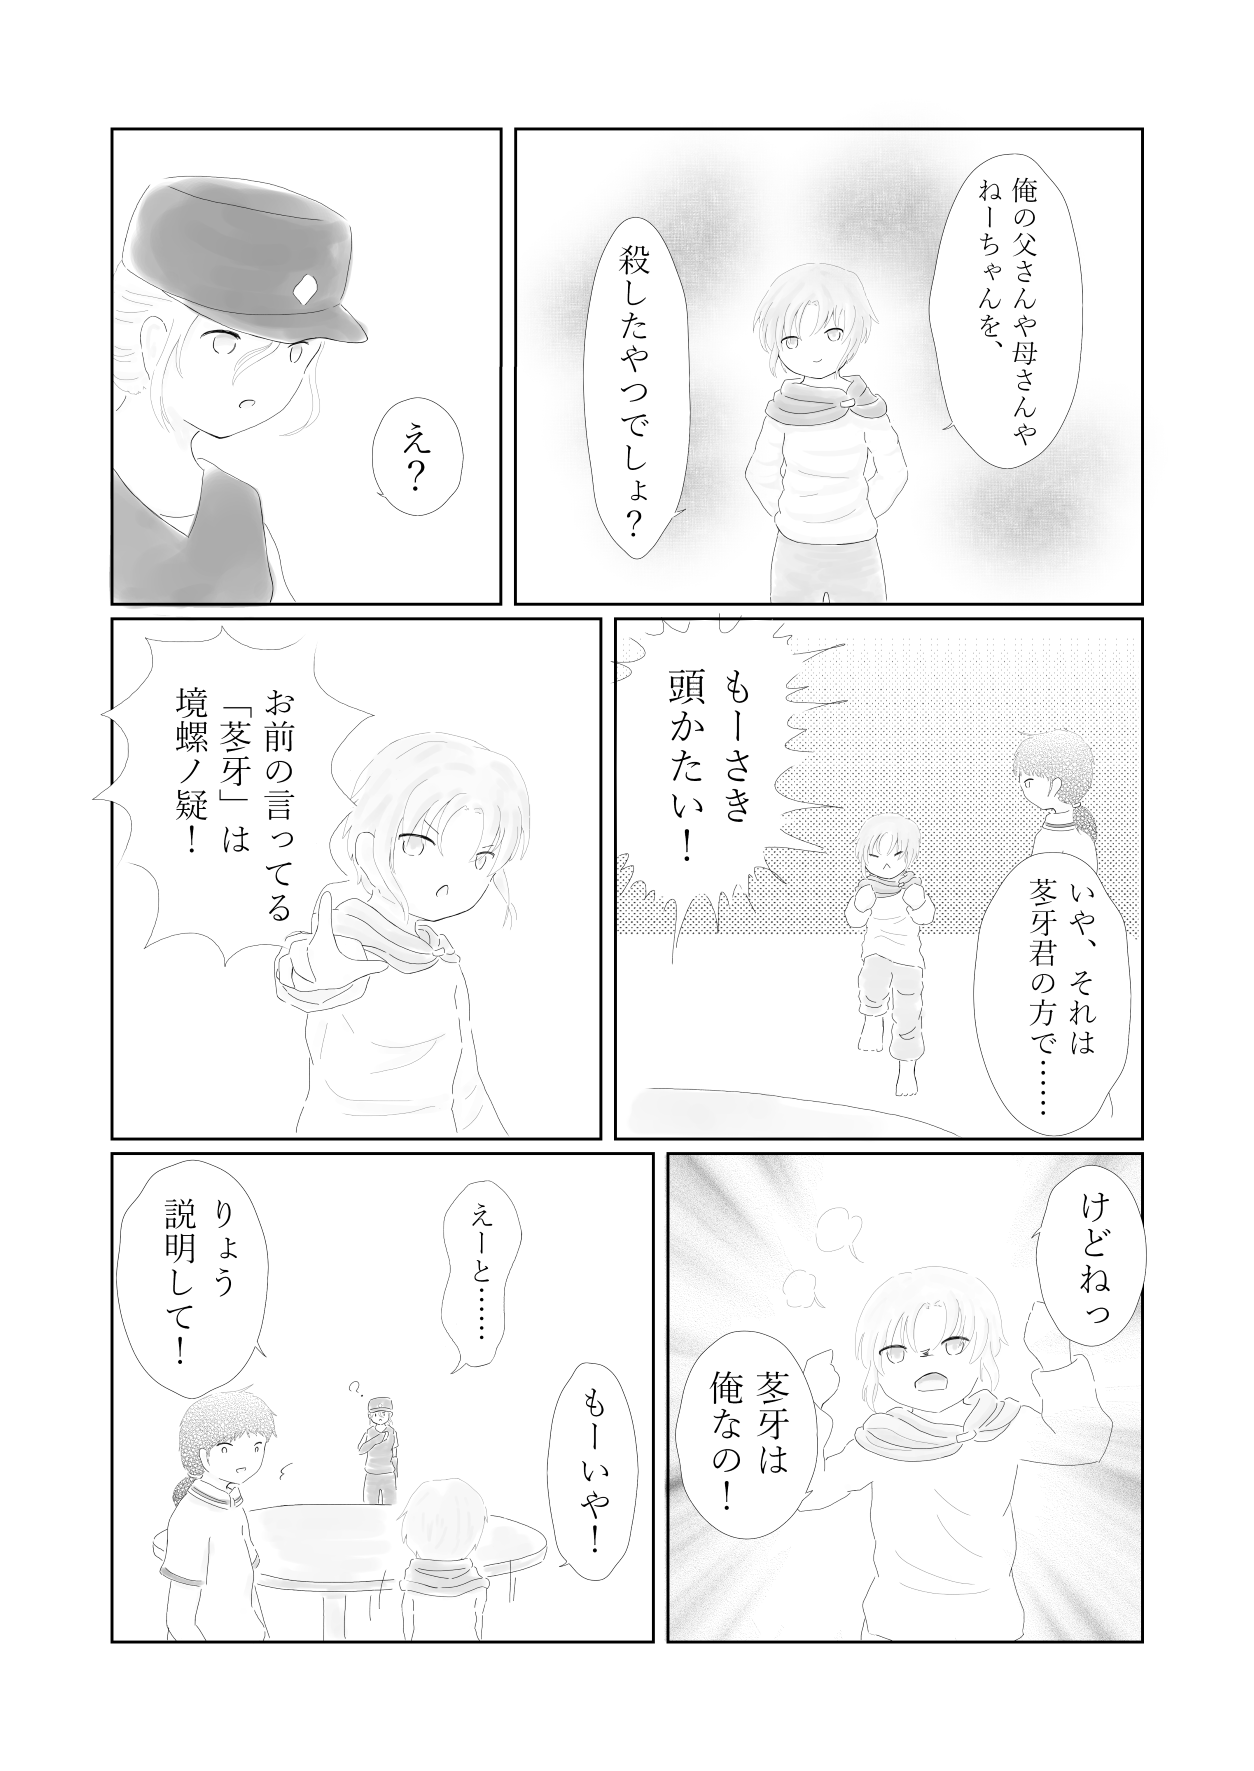 俺の父さんや母さんや
ねーちゃんを、
殺したやつでしょ？
え？
いや、それは
茤牙君の方で……
もーさき
頭かたい！
お前の言ってる
「茤牙」は
境螺ノ疑！
けどねっ
茤牙は
俺なの！
えーと……
もーいや！
りょう
説明して！
?